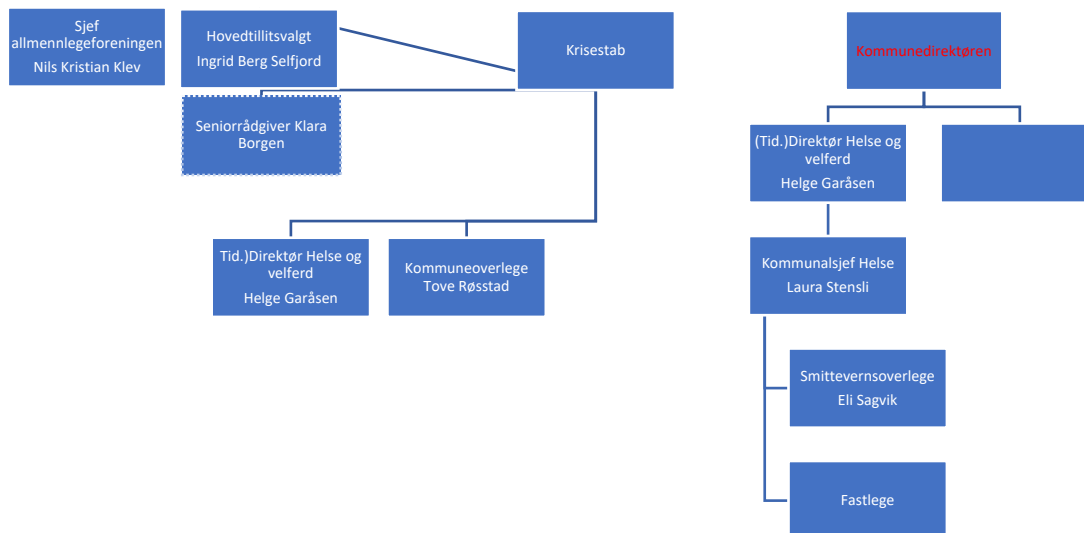 Sjef
allmennlegeforeningen
Nils Kristian Klev
Hovedtillitsvalgt
Ingrid Berg Selfjord
Krisestab
Kommunedirektøren
Seniorrådgiver Klara
Borgen
(Tid.)Direktør Helse og
velferd
Helge Garåsen
Tid.)Direktør Helse og
velferd
Helge Garåsen
Kommuneoverlege
Tove Røsstad
Kommunalsjef Helse
Laura Stensli
Smittevernsoverlege
Eli Sagvik
Fastlege